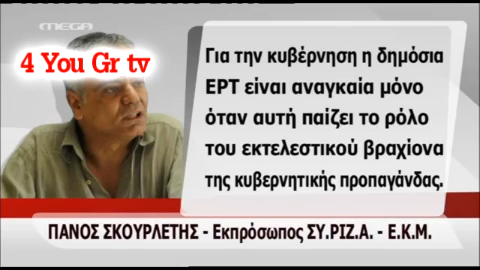 MEGA
4 You Gr tv
Για την κυβέρνηση η δημόσια
ΕΡΤ είναι αναγκαία μόνο
όταν αυτή παίζει το ρόλο
του εκτελεστικού βραχίονα
της κυβερνητικής προπαγάνδας.
ΠΑΝΟΣ ΣΚΟΥΡΛΕΤΗΣ - Εκπρόσωπος ΣΥ.ΡΙΖ.Α. - Ε.Κ.Μ.